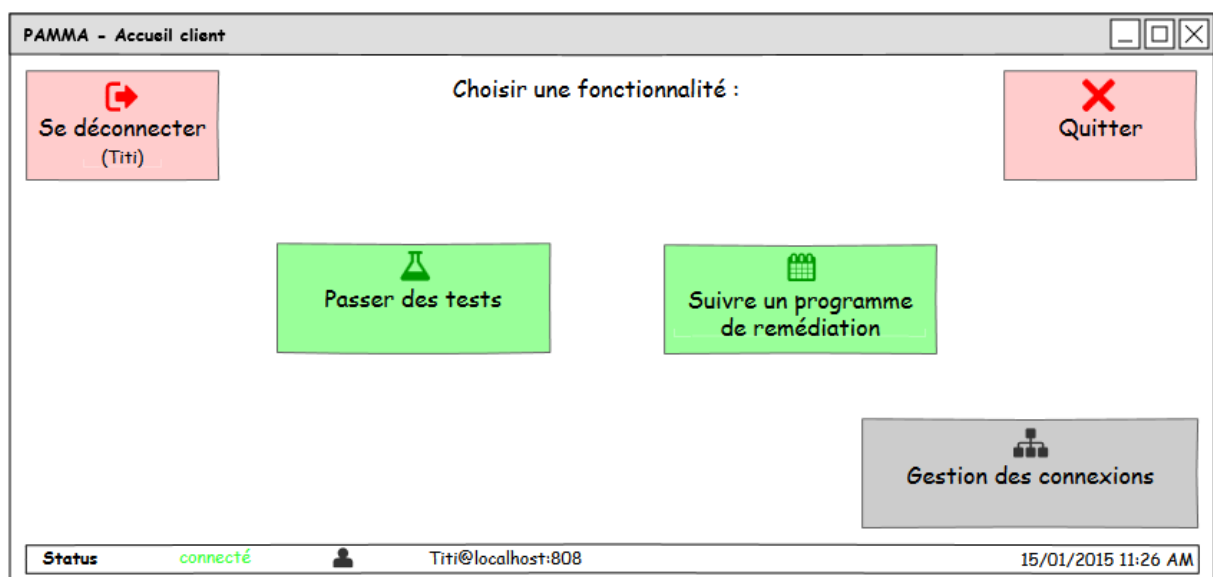 PAMMA - Accueil client
Choisir une fonctionnalité :
Se déconnecter
(Titi)
Quitter
Passer des tests
Suivre un programme
de remédiation
Gestion des connexions
Status connecté Titi@localhost:808 15/01/2015 11:26 AM